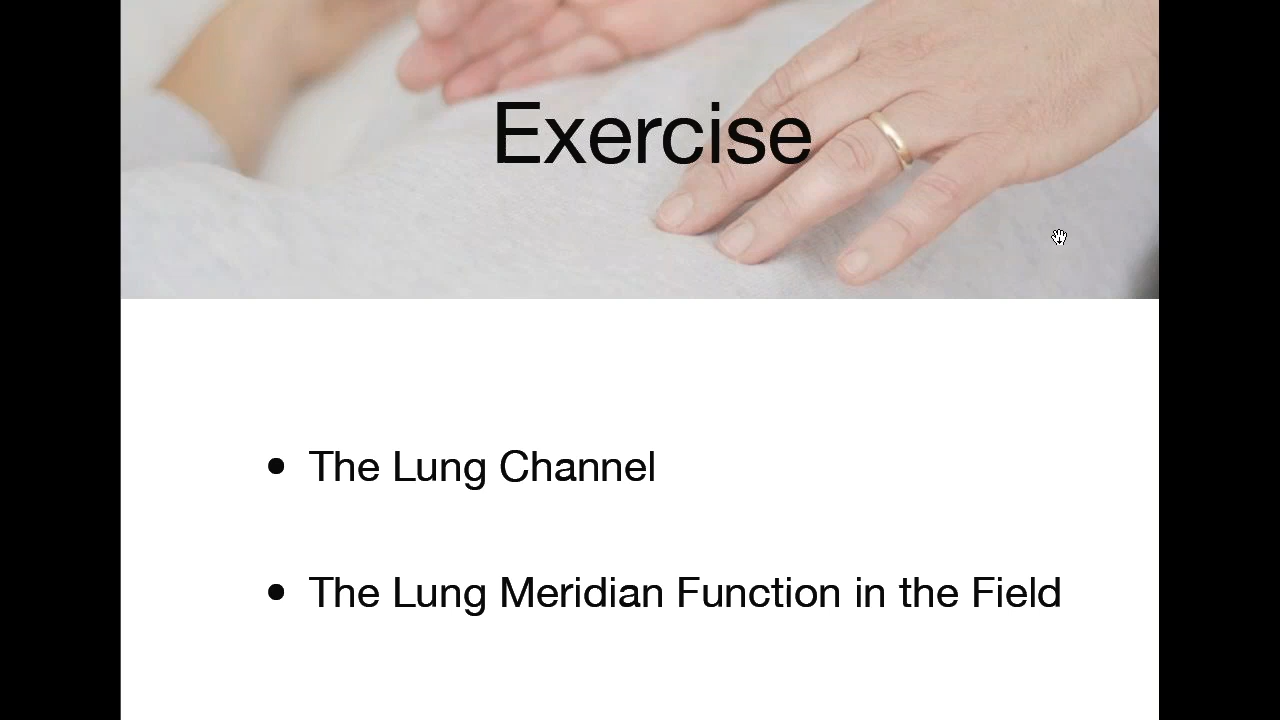 Exercise
• The Lung Channel
• The Lung Meridian Function in the Field